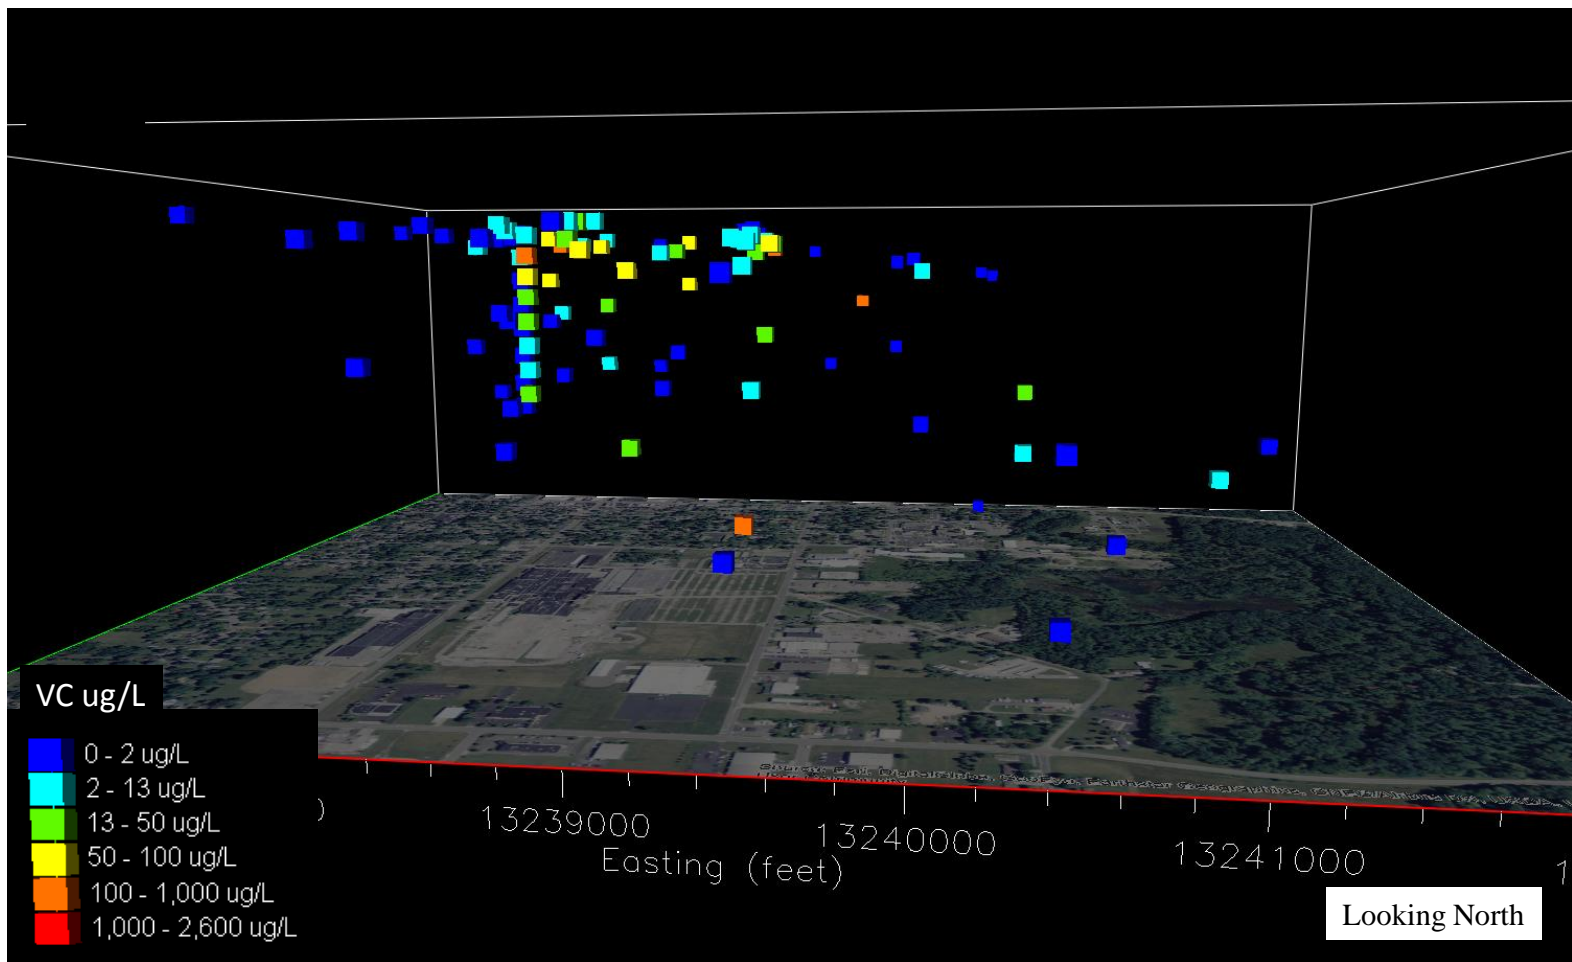 VC ug/L
0 - 2 ug/L
2 - 13 ug/L
13 - 50 ug/L
50 - 100 ug/L
100 - 1,000 ug/L
1,000 - 2,600 ug/L
13239000
13240000
13241000
Easting (feet)
Looking North